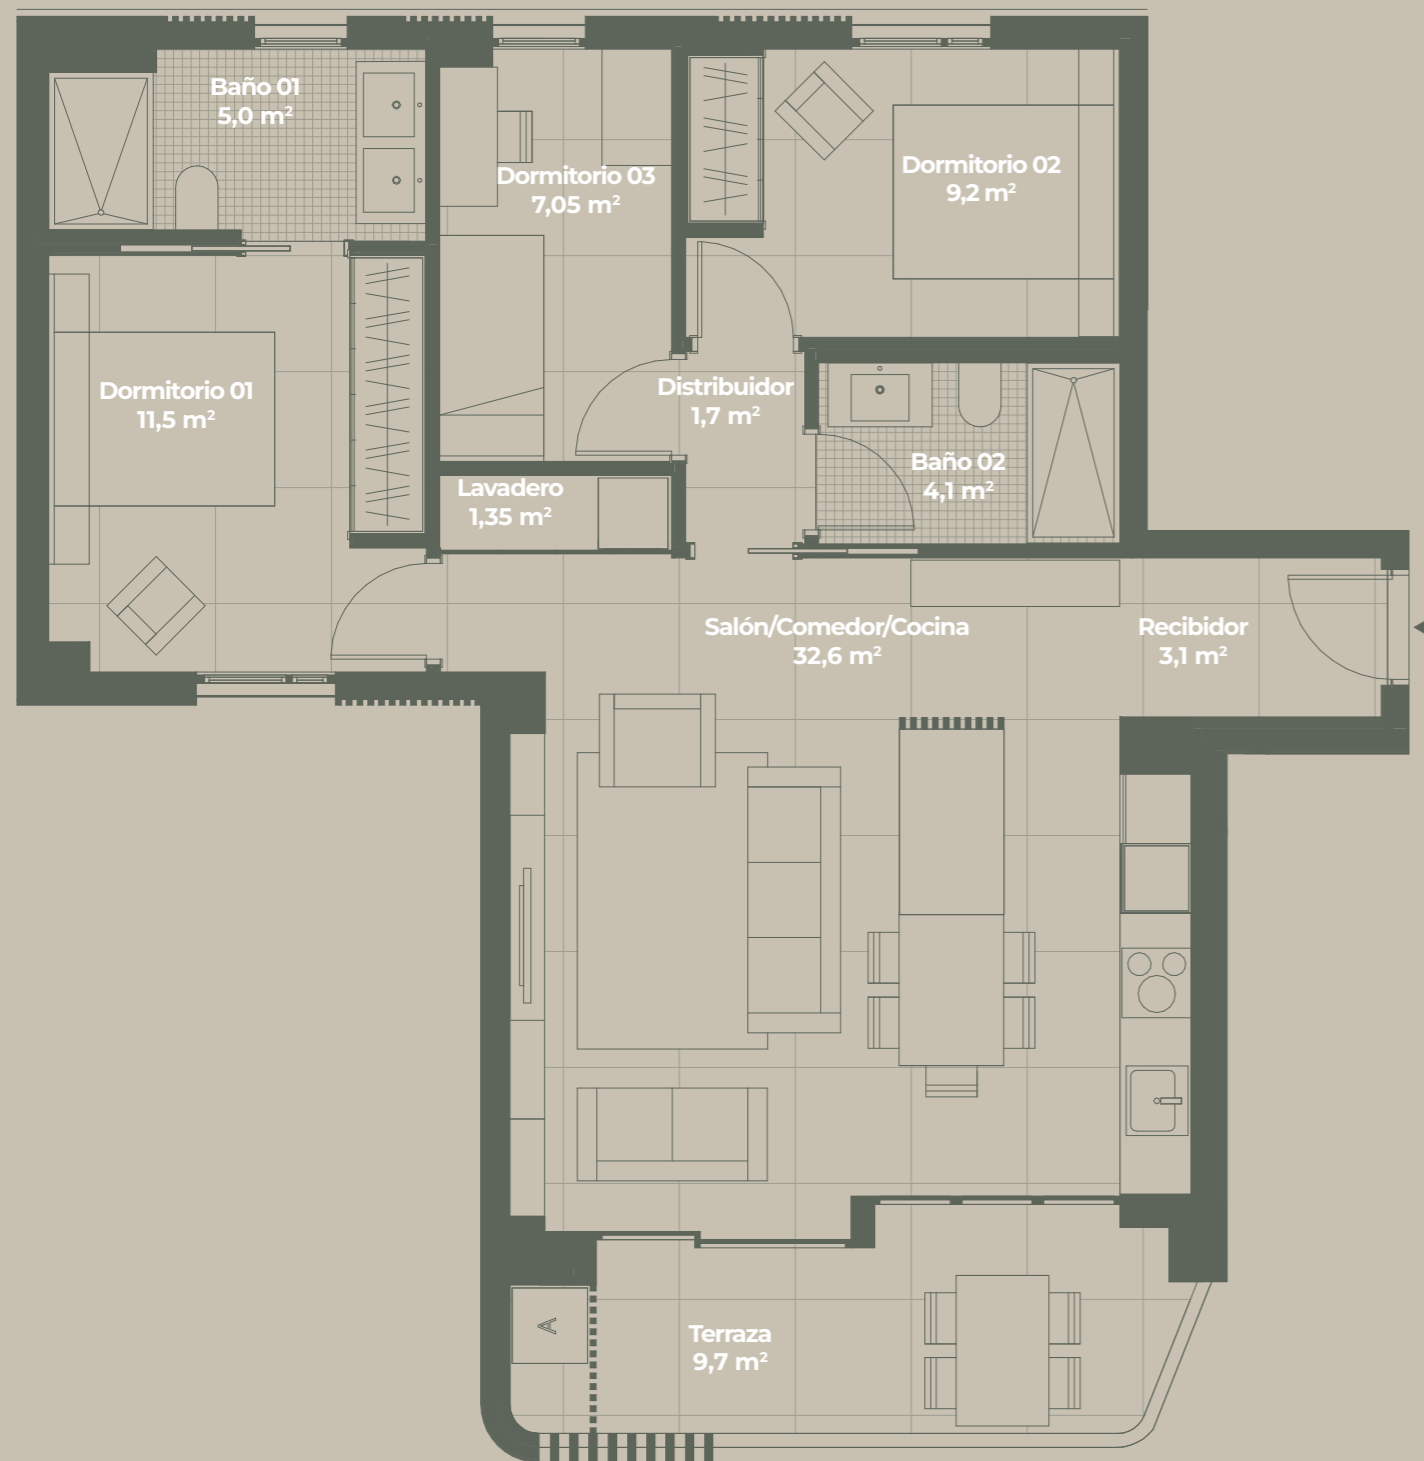 Baño 01
5,0 m²
Dormitorio 03
7,05 m²
Dormitorio 02
9,2 m²
Dormitorio 01
11,5 m²
Distribuidor
1,7 m²
Baño 02
4,1 m²
Lavadero
1,35 m²
Salón/Comedor/Cocina
32,6 m²
Recibidor
3,1 m²
A
Terraza
9,7 m²